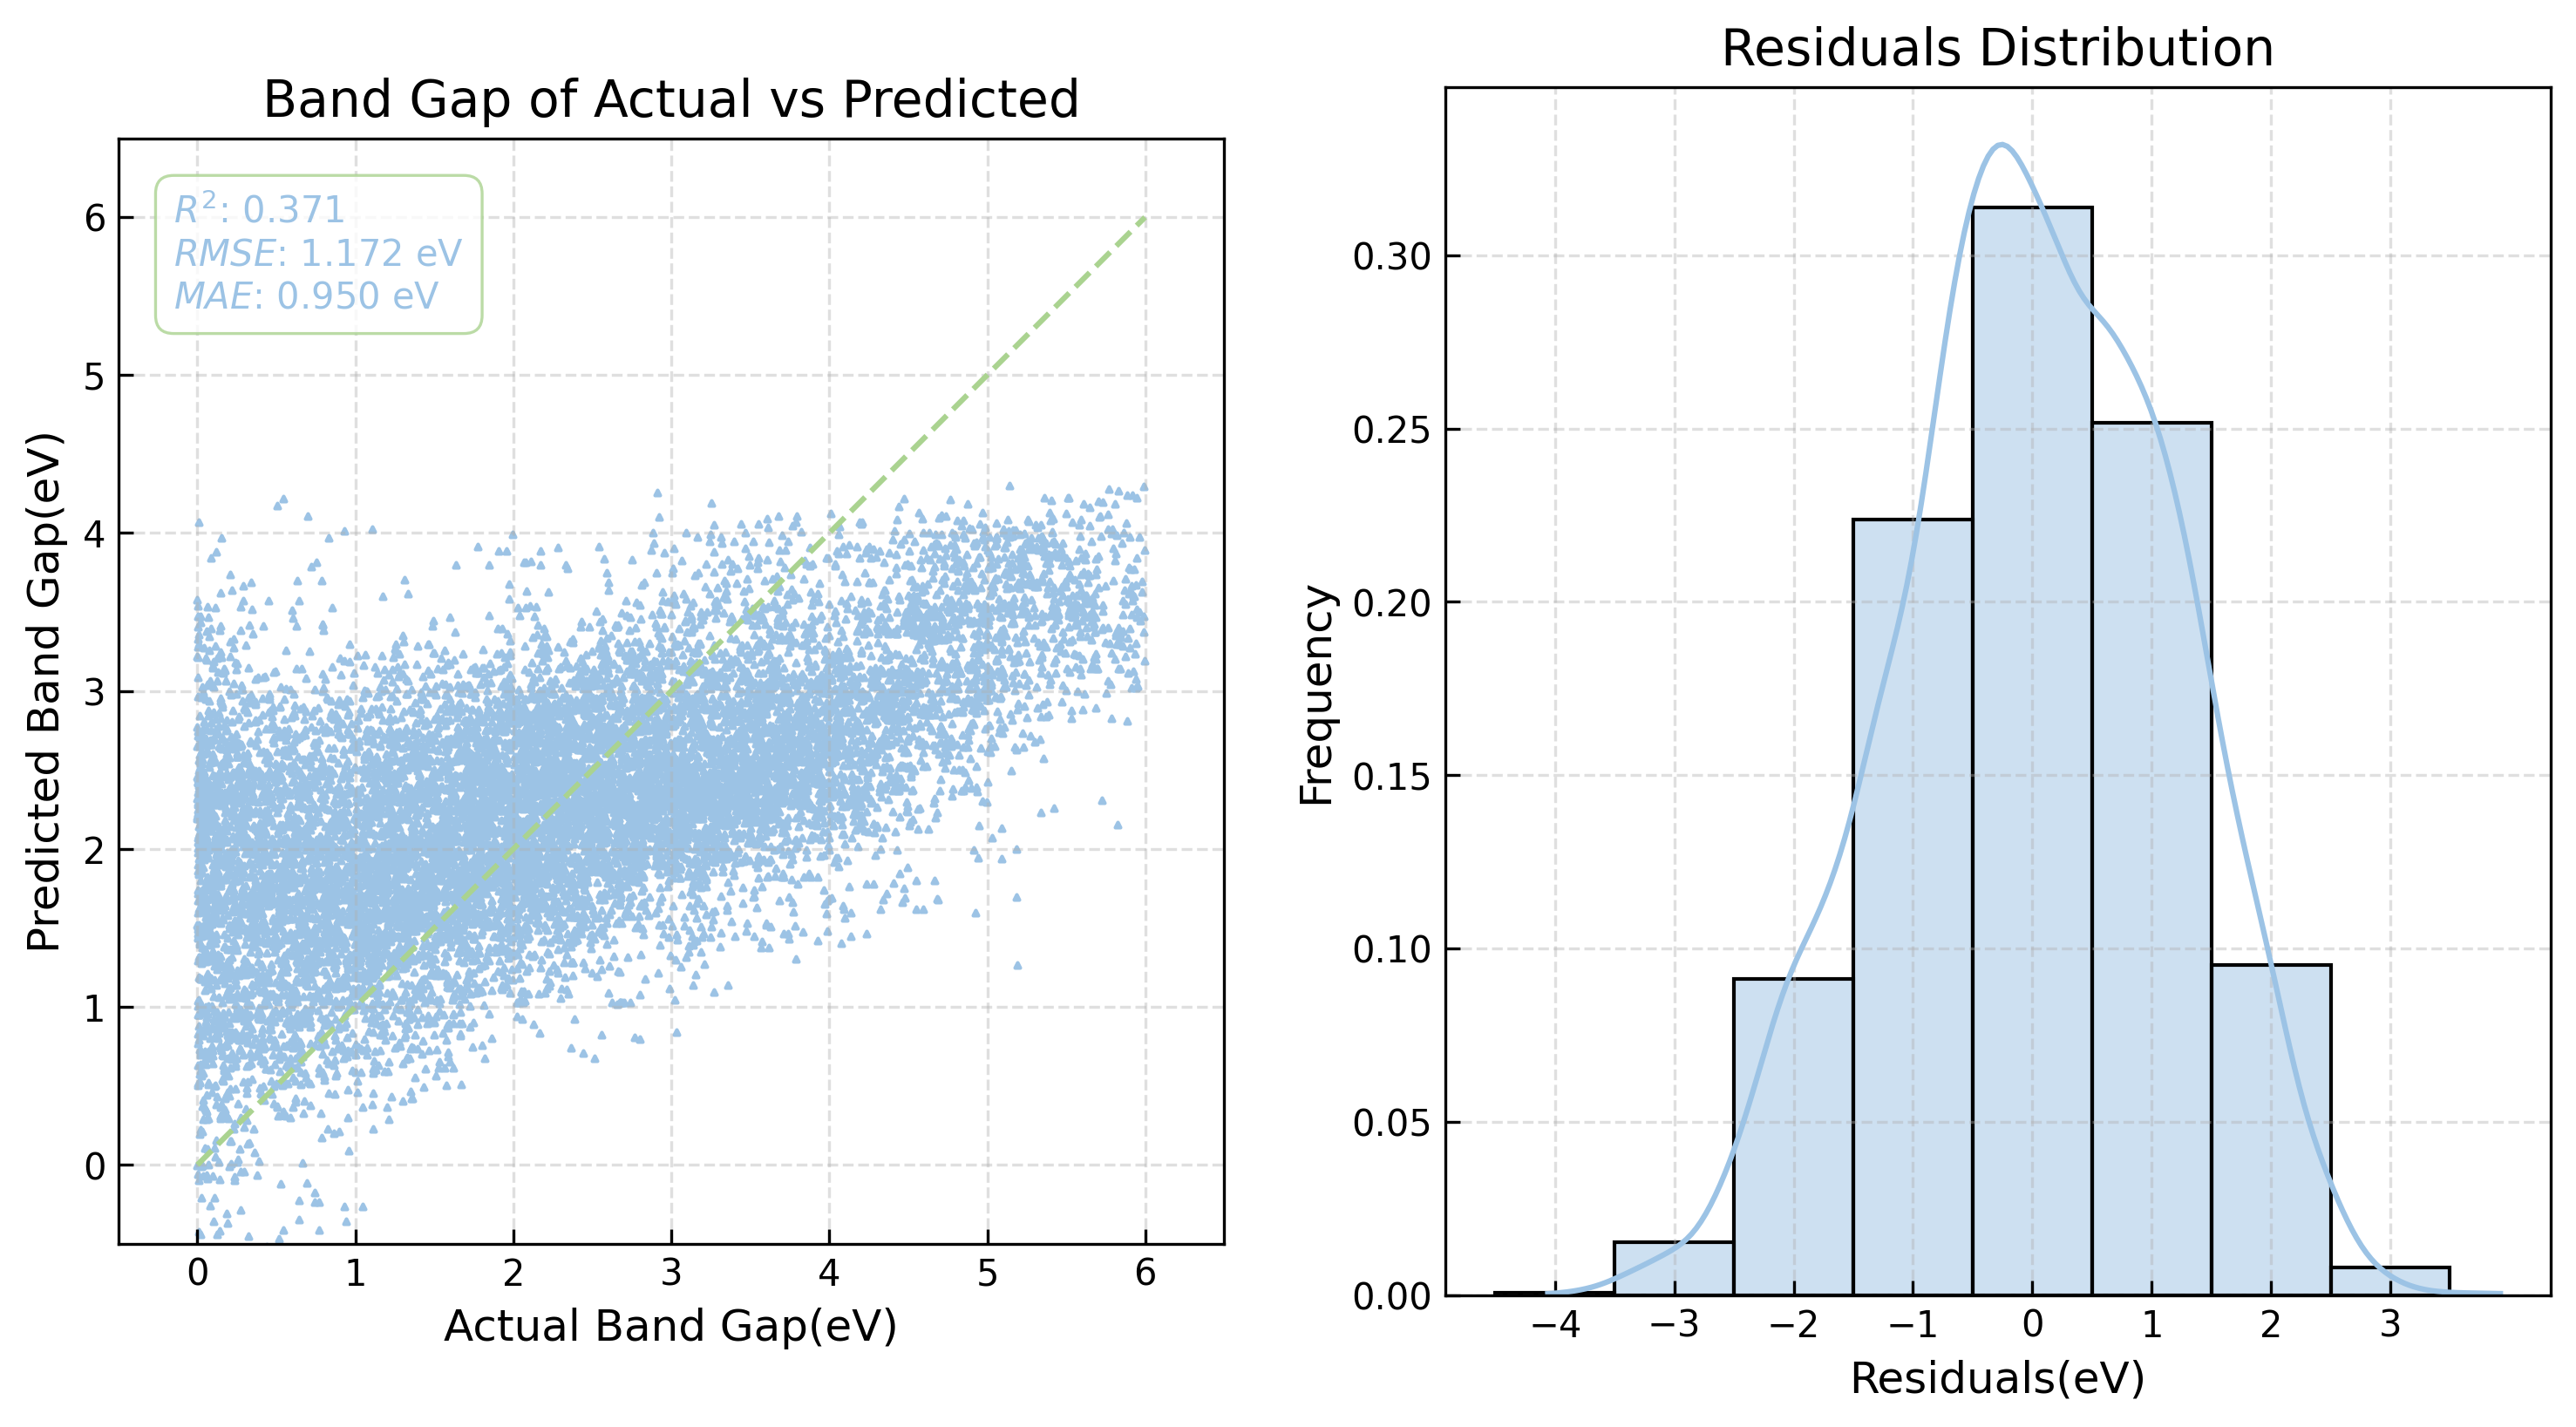 Band Gap of Actual vs Predicted
R²: 0.371
RMSE: 1.172 eV
MAE: 0.950 eV
Predicted Band Gap(eV)
6
5
4
3
2
1
0
0 1 2 3 4 5 6
Actual Band Gap(eV)
Residuals Distribution
Frequency
0.30
0.25
0.20
0.15
0.10
0.05
0.00
−4 −3 −2 −1 0 1 2 3
Residuals(eV)